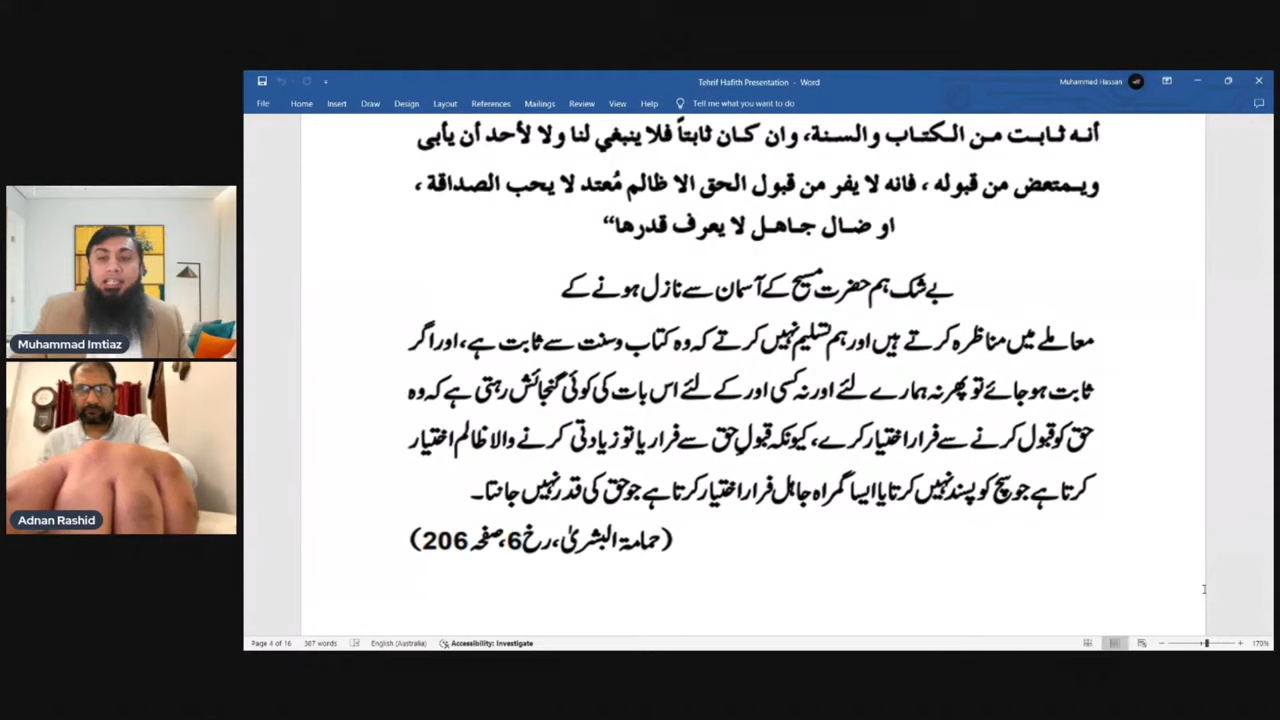 Tehrif Hafith Presentation - Word
Muhammed Hassan
File Home Insert Draw Design Layout References Mailings Review View Help Tell me what you want to do
أنه ثابت من الكتاب والسنة، وان كان ثابتاً فلا ينبغي لنا ولا لأحد أن يأبى
ويمتعض من قبوله ، فانه لا يفر من قبول الحق الا ظالم مُعتد لا يحب الصداقة ،
او ضال جاهل لا يعرف قدرها“
بے شک ہم حضرت مسیح کے آسمان سے نازل ہونے کے
معاملے میں مناظرہ کرتے ہیں اور ہم تسلیم نہیں کرتے کہ وہ کتاب و سنت سے ثابت ہے، اور اگر
ثابت ہو جائے تو پھر نہ ہمارے لئے اور نہ کسی اور کے لئے اس بات کی کوئی گنجائش رہتی ہے کہ وہ
حق کو قبول کرنے سے فرار اختیار کرے، کیونکہ قبولِ حق سے فرار یا تو زیادتی کرنے والا ظالم اختیار
کرتا ہے جو سچ کو پسند نہیں کرتا یا ایسا گمراہ جاہل فرار اختیار کرتا ہے جو حق کی قدر نہیں جانتا۔
(حمامۃ البشریٰ، رخ 6، صفحہ 206)
Muhammad Imtiaz
Adnan Rashid
Page 4 of 16 387 words English (Australia) Accessibility: Investigate 170%